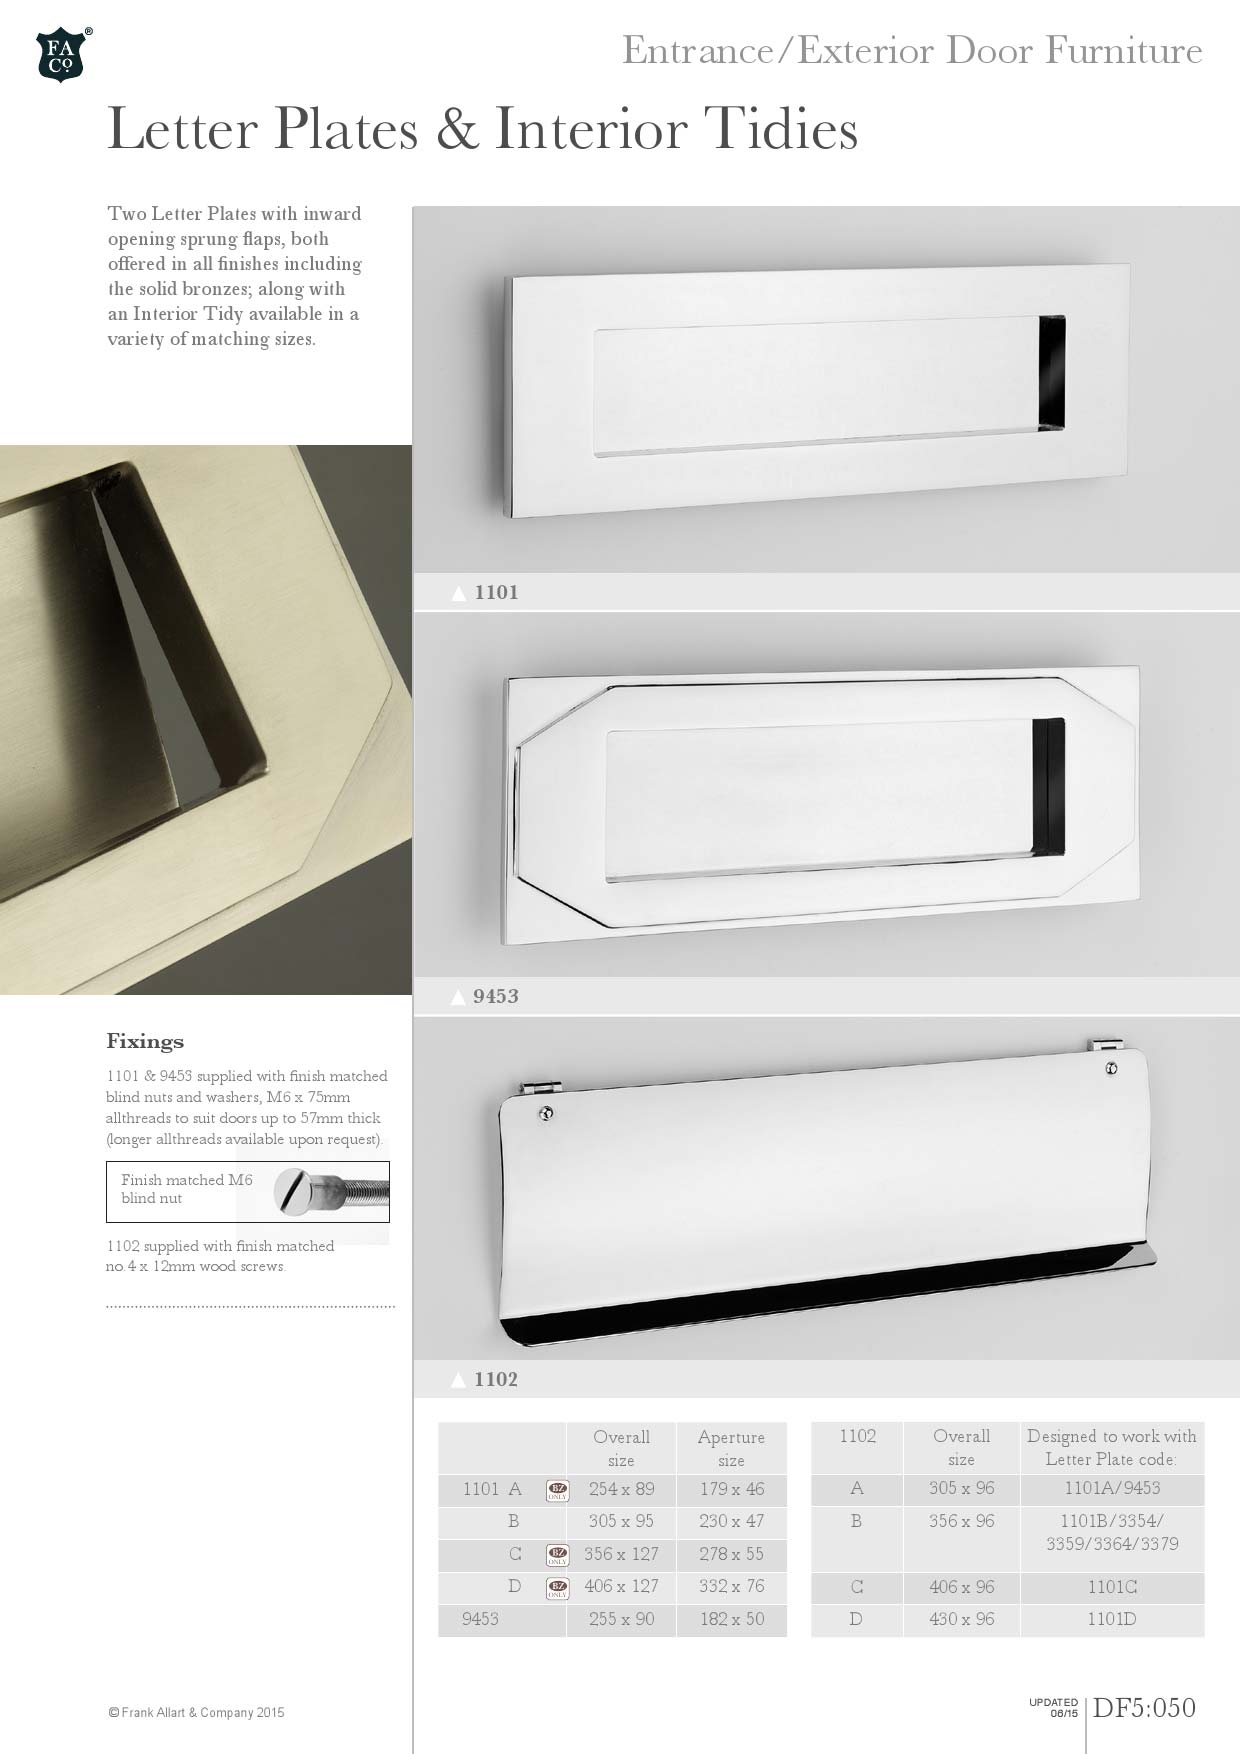 FA
Co.
®
Entrance/Exterior Door Furniture
Letter Plates & Interior Tidies
Two Letter Plates with inward
opening sprung flaps, both
offered in all finishes including
the solid bronzes; along with
an Interior Tidy available in a
variety of matching sizes.
▲ 1101
▲ 9453
Fixings
1101 & 9453 supplied with finish matched
blind nuts and washers, M6 x 75mm
allthreads to suit doors up to 57mm thick
(longer allthreads available upon request).
Finish matched M6
blind nut
1102 supplied with finish matched
no. 4 x 12mm wood screws.
▲ 1102
Overall size Aperture size
1101 A BZ ONLY 254 x 89 179 x 46
B 305 x 95 230 x 47
C BZ ONLY 356 x 127 278 x 55
D BZ ONLY 406 x 127 332 x 76
9453 255 x 90 182 x 50
1102 Overall size Designed to work with Letter Plate code:
A 305 x 96 1101A/9453
B 356 x 96 1101B/3354/
3359/3364/3379
C 406 x 96 1101C
D 430 x 96 1101D
© Frank Allart & Company 2015
UPDATED
06/15
DF5:050